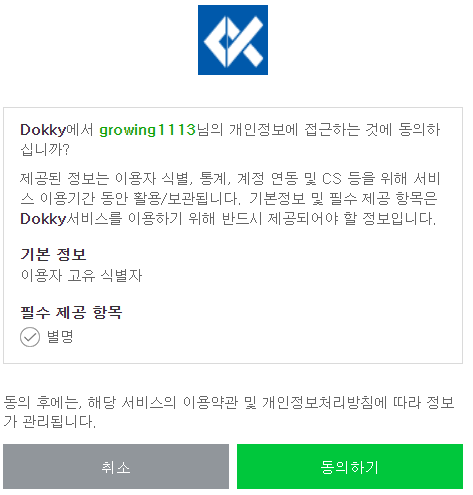 Dokky에서 growing1113님의 개인정보에 접근하는 것에 동의하
십니까?
제공된 정보는 이용자 식별, 통계, 계정 연동 및 CS 등을 위해 서비
스 이용기간 동안 활용/보관됩니다. 기본정보 및 필수 제공 항목은
Dokky서비스를 이용하기 위해 반드시 제공되어야 할 정보입니다.
기본 정보
이용자 고유 식별자
필수 제공 항목
별명
동의 후에는, 해당 서비스의 이용약관 및 개인정보처리방침에 따라 정보
가 관리됩니다.
취소
동의하기